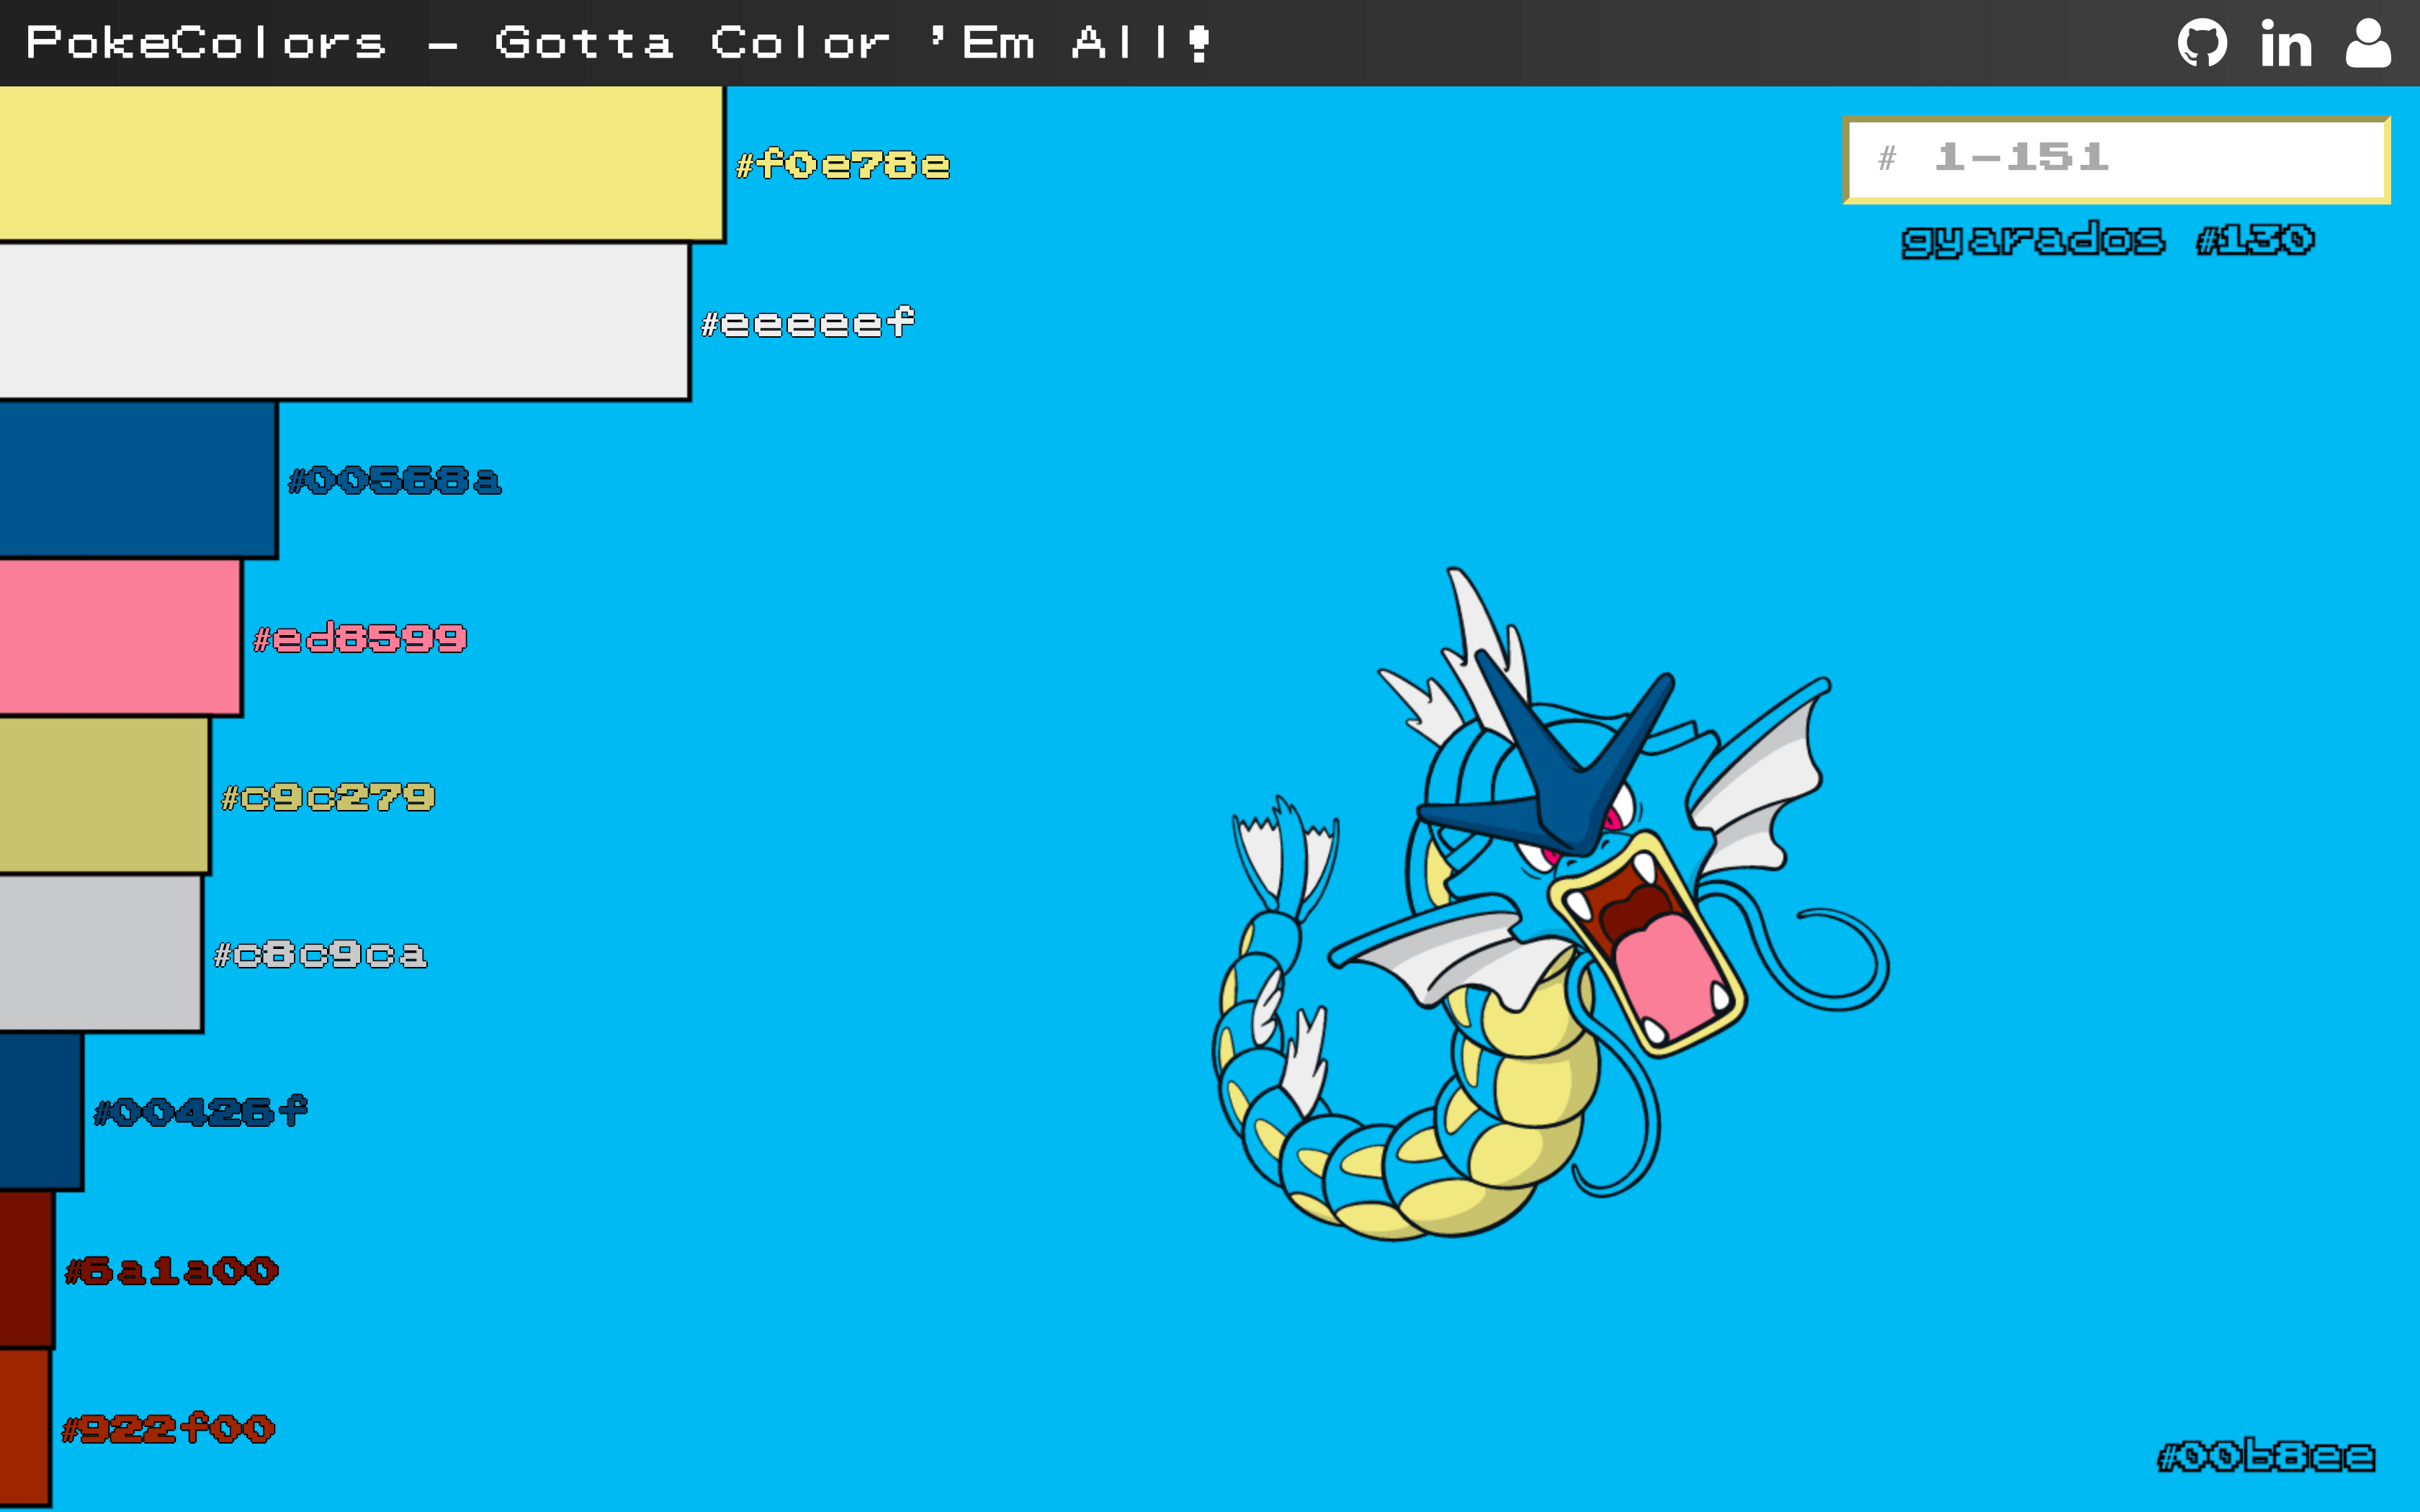 PokeColors - Gotta Color 'Em All!
in
# 1-151
gyarados #130
#f0e78e
#eeeeef
#00568a
#ed8599
#c9c279
#c8c9ca
#00426f
#6a1a00
#922f00
#00b8ee